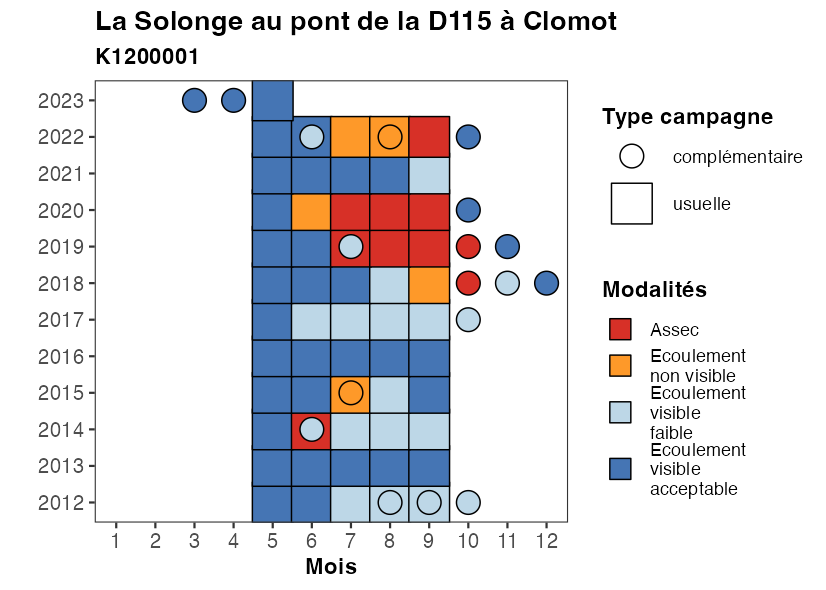 La Solonge au pont de la D115 à Clomot
K1200001
2023
2022
2021
2020
2019
2018
2017
2016
2015
2014
2013
2012
1 2 3 4 5 6 7 8 9 10 11 12
Mois
Type campagne
complémentaire
usuelle
Modalités
Assec
Ecoulement
non visible
Ecoulement
visible
faible
Ecoulement
visible
acceptable